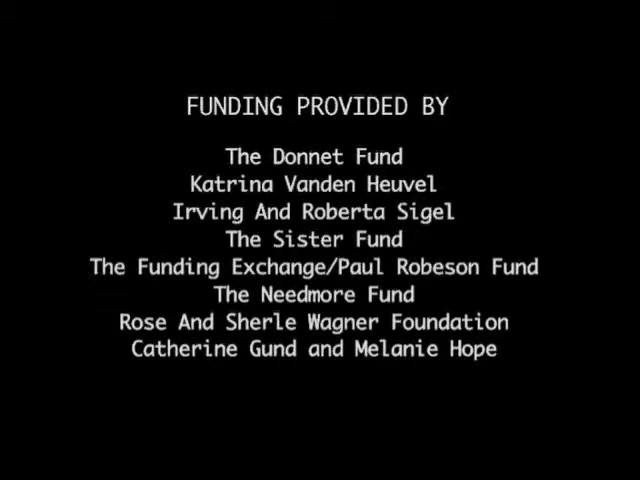 FUNDING PROVIDED BY
The Donnet Fund
Katrina Vanden Heuvel
Irving And Roberta Sigel
The Sister Fund
The Funding Exchange/Paul Robeson Fund
The Needmore Fund
Rose And Sherle Wagner Foundation
Catherine Gund and Melanie Hope